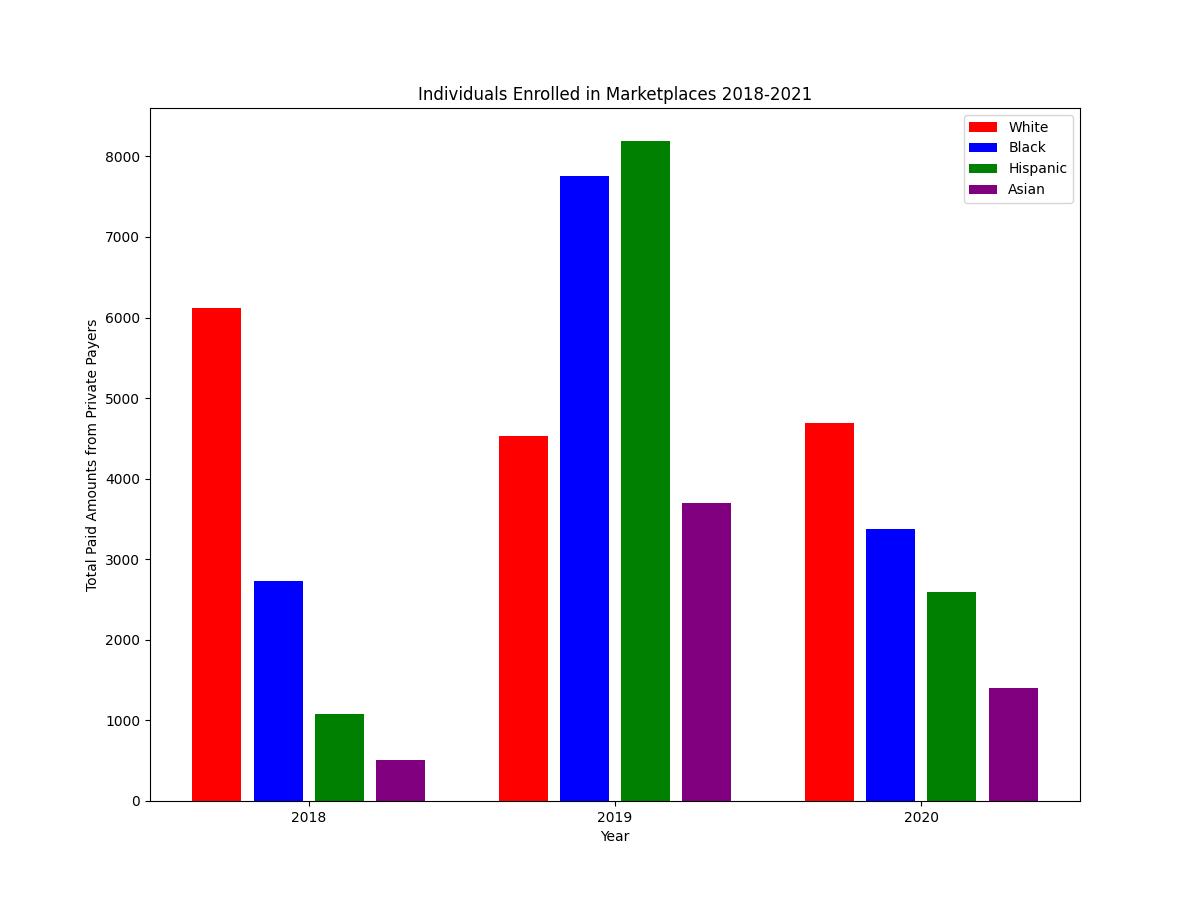 Individuals Enrolled in Marketplaces 2018-2021
White
Black
Hispanic
Asian
Total Paid Amounts from Private Payers
8000
7000
6000
5000
4000
3000
2000
1000
0
2018 2019 2020
Year